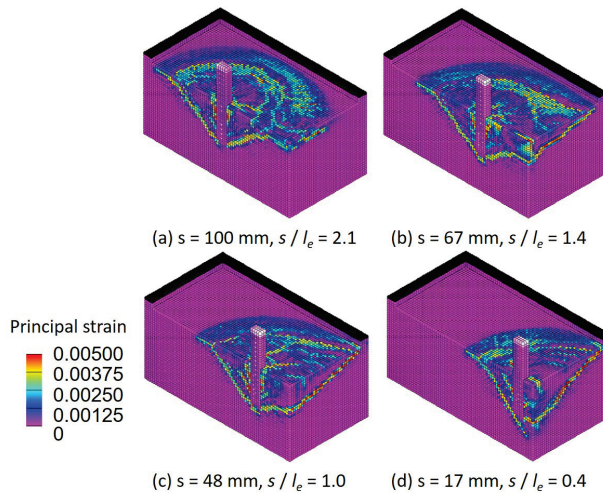 (a) s = 100 mm, s / lₑ = 2.1
(b) s = 67 mm, s / lₑ = 1.4
Principal strain
0.00500
0.00375
0.00250
0.00125
0
(c) s = 48 mm, s / lₑ = 1.0
(d) s = 17 mm, s / lₑ = 0.4